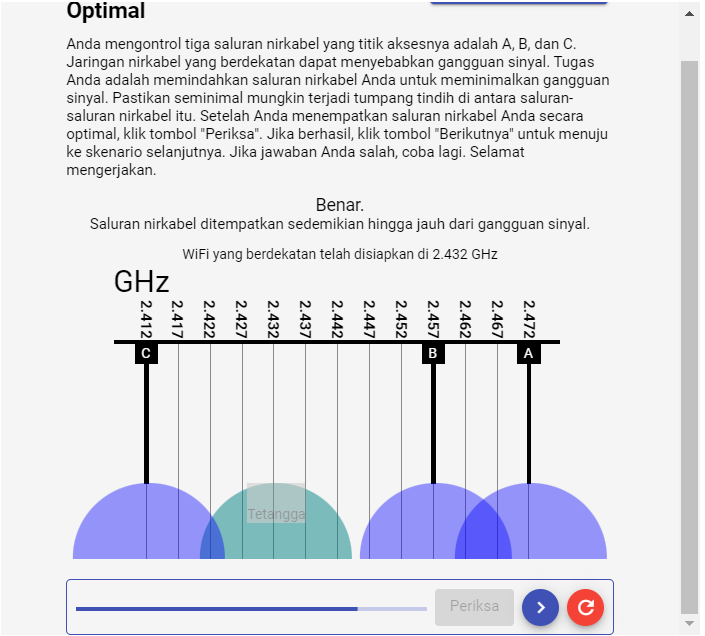 Optimal
Anda mengontrol tiga saluran nirkabel yang titik aksesnya adalah A, B, dan C.
Jaringan nirkabel yang berdekatan dapat menyebabkan gangguan sinyal. Tugas
Anda adalah memindahkan saluran nirkabel Anda untuk meminimalkan gangguan
sinyal. Pastikan seminimal mungkin terjadi tumpang tindih di antara saluran-
saluran nirkabel itu. Setelah Anda menempatkan saluran nirkabel Anda secara
optimal, klik tombol "Periksa". Jika berhasil, klik tombol "Berikutnya" untuk menuju
ke skenario selanjutnya. Jika jawaban Anda salah, coba lagi. Selamat
mengerjakan.
Benar.
Saluran nirkabel ditempatkan sedemikian hingga jauh dari gangguan sinyal.
WiFi yang berdekatan telah disiapkan di 2.432 GHz
GHz
2.412
2.417
2.422
2.427
2.432
2.437
2.442
2.447
2.452
2.457
2.462
2.467
2.472
C
B
A
Tetangga
Periksa